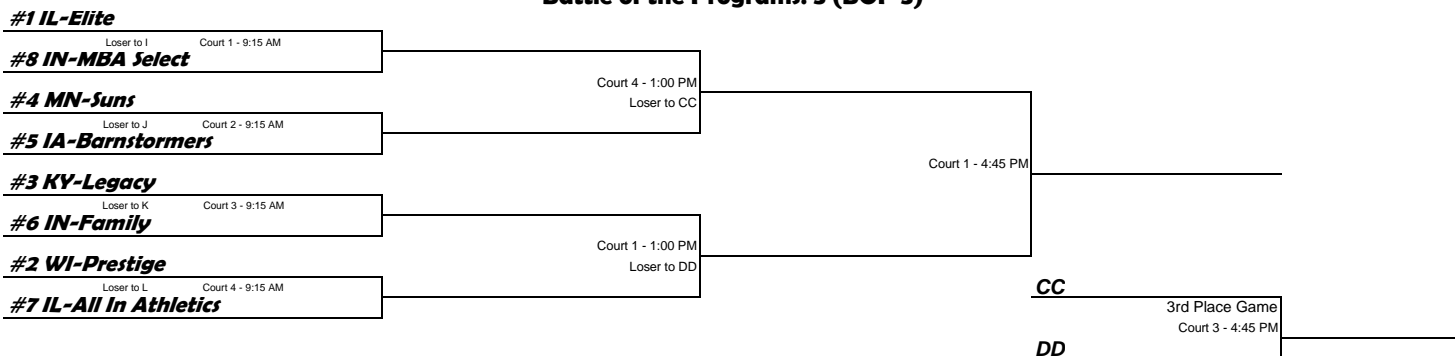 Battle of the Programs: 3 (BOP-3)
#1 IL-Elite
Loser to I Court 1 - 9:15 AM
#8 IN-MBA Select
Court 4 - 1:00 PM
#4 MN-Suns
Loser to CC
Loser to J Court 2 - 9:15 AM
#5 IA-Barnstormers
Court 1 - 4:45 PM
#3 KY-Legacy
Loser to K Court 3 - 9:15 AM
#6 IN-Family
Court 1 - 1:00 PM
#2 WI-Prestige
Loser to DD
Loser to L Court 4 - 9:15 AM
CC
#7 IL-All In Athletics
3rd Place Game
Court 3 - 4:45 PM
DD